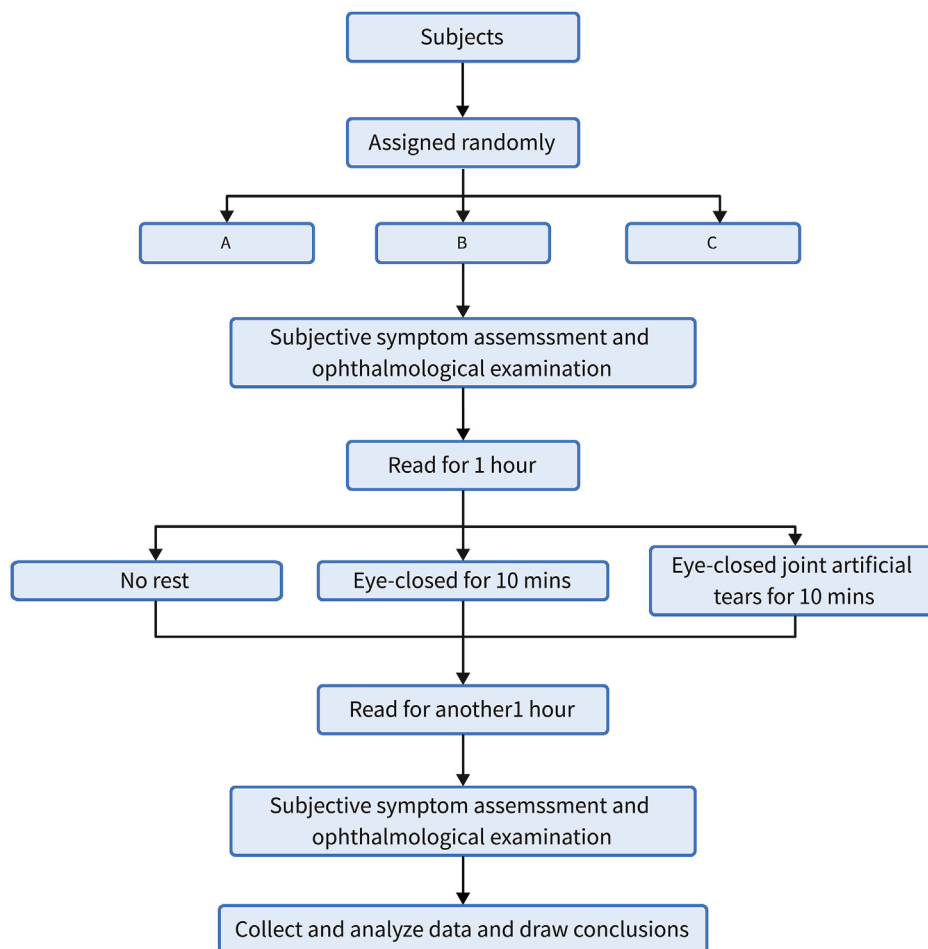 Subjects
Assigned randomly
A
B
C
Subjective symptom assemssment and
ophthalmological examination
Read for 1 hour
No rest
Eye-closed for 10 mins
Eye-closed joint artificial
tears for 10 mins
Read for another1 hour
Subjective symptom assemssment and
ophthalmological examination
Collect and analyze data and draw conclusions